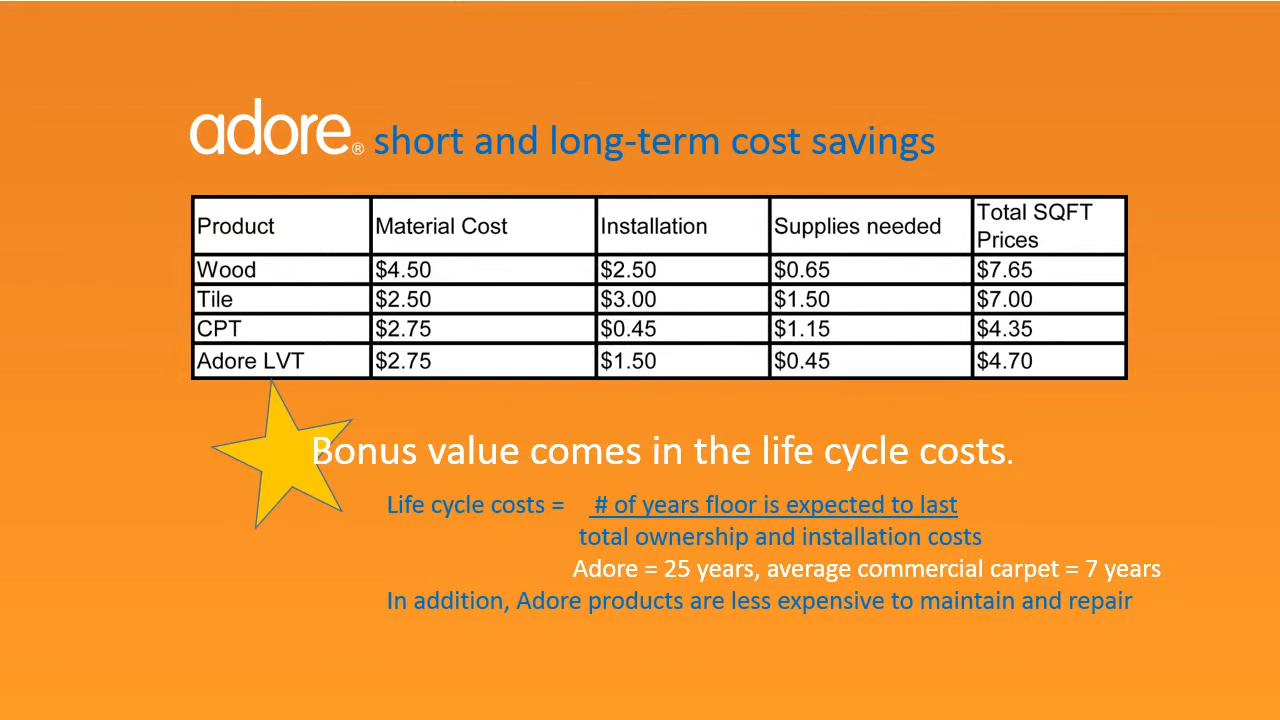 adore® short and long-term cost savings
Product Material Cost Installation Supplies needed Total SQFT Prices
Wood $4.50 $2.50 $0.65 $7.65
Tile $2.50 $3.00 $1.50 $7.00
CPT $2.75 $0.45 $1.15 $4.35
Adore LVT $2.75 $1.50 $0.45 $4.70
Bonus value comes in the life cycle costs.
Life cycle costs = # of years floor is expected to last
total ownership and installation costs
Adore = 25 years, average commercial carpet = 7 years
In addition, Adore products are less expensive to maintain and repair